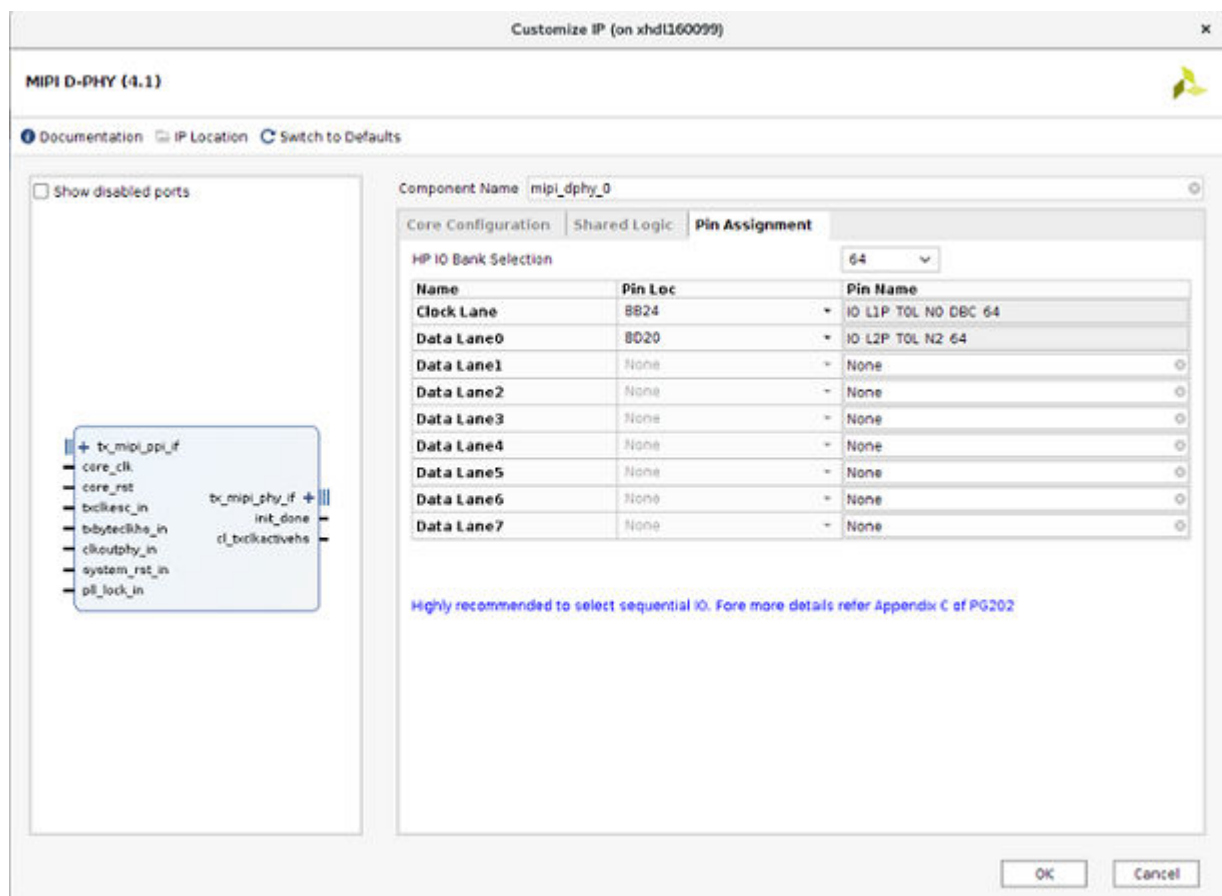 Customize IP (on xhdl160099)
MIPI D-PHY (4.1)
Documentation IP Location Switch to Defaults
Show disabled ports
Component Name mipi_dphy_0
Core Configuration Shared Logic Pin Assignment
HP IO Bank Selection 64
Name Pin Loc Pin Name
Clock Lane BB24 IO L1P T0L N0 DBC 64
Data Lane0 BD20 IO L2P T0L N2 64
Data Lane1 None None
Data Lane2 None None
Data Lane3 None None
Data Lane4 None None
Data Lane5 None None
Data Lane6 None None
Data Lane7 None None
tx_mipi_ppi_if
core_clk
core_rst
txclkesc_in
txbyteclkhs_in
clkoutphy_in
system_rst_in
pll_lock_in
tx_mipi_phy_if
init_done
cl_txclkactivehs
Highly recommended to select sequential IO. Fore more details refer Appendix C of PG202
OK Cancel